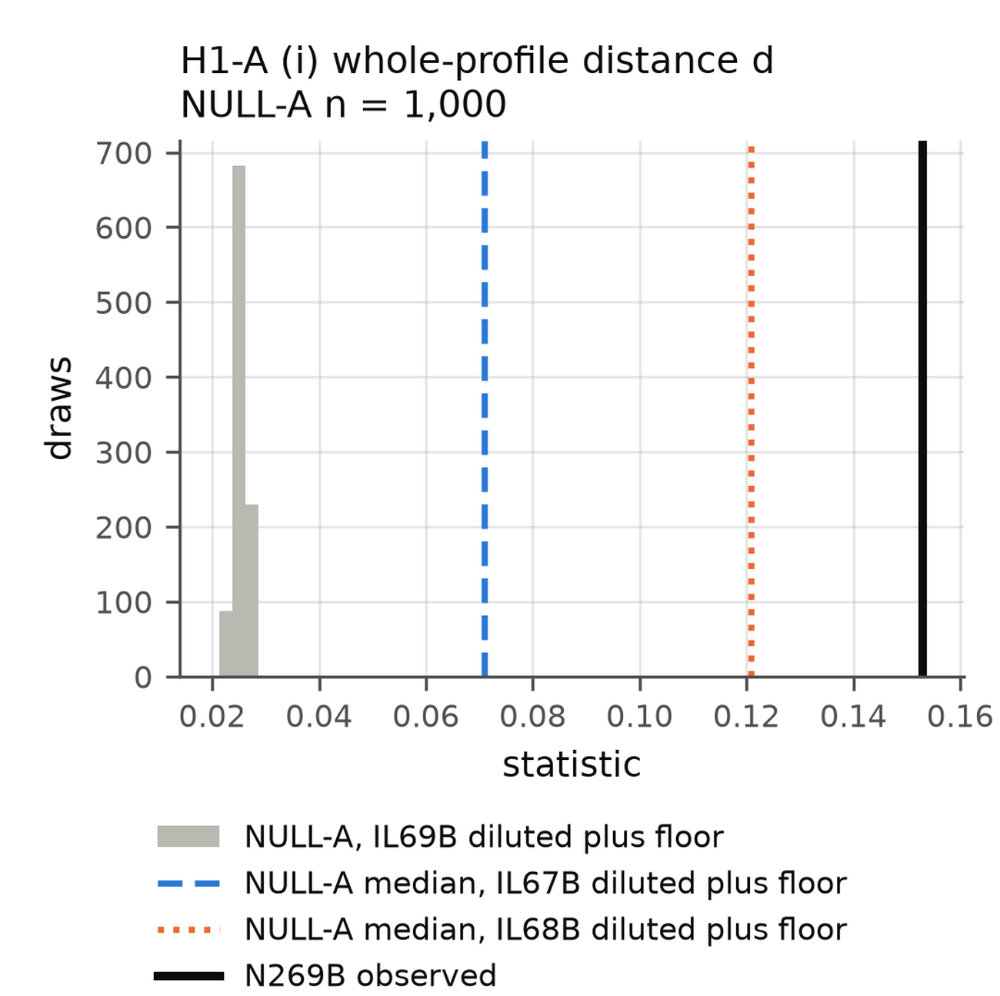 H1-A (i) whole-profile distance d
NULL-A n = 1,000
700
600
500
400
300
200
100
0
draws
0.02 0.04 0.06 0.08 0.10 0.12 0.14 0.16
statistic
NULL-A, IL69B diluted plus floor
NULL-A median, IL67B diluted plus floor
NULL-A median, IL68B diluted plus floor
N269B observed